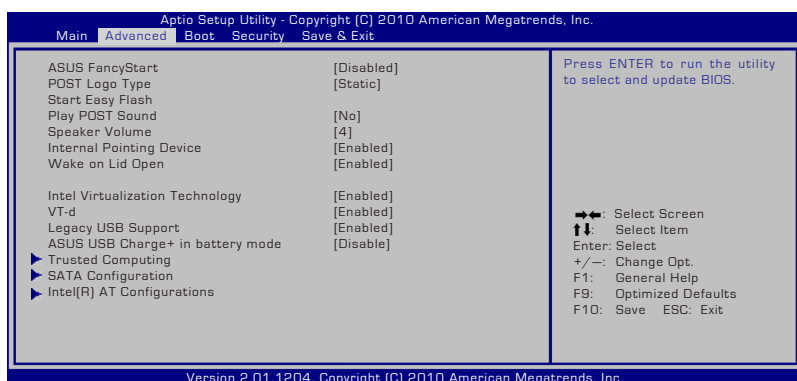 Aptio Setup Utility - Copyright (C) 2010 American Megatrends, Inc.
Main Advanced Boot Security Save & Exit
ASUS FancyStart [Disabled]
POST Logo Type [Static]
Start Easy Flash
Play POST Sound [No]
Speaker Volume [4]
Internal Pointing Device [Enabled]
Wake on Lid Open [Enabled]
Intel Virtualization Technology [Enabled]
VT-d [Enabled]
Legacy USB Support [Enabled]
ASUS USB Charge+ in battery mode [Disable]
Trusted Computing
SATA Configuration
Intel(R) AT Configurations
Press ENTER to run the utility
to select and update BIOS.
→←: Select Screen
↑↓: Select Item
Enter: Select
+/—: Change Opt.
F1: General Help
F9: Optimized Defaults
F10: Save ESC: Exit
Version 2.01.1204. Copyright (C) 2010 American Megatrends, Inc.